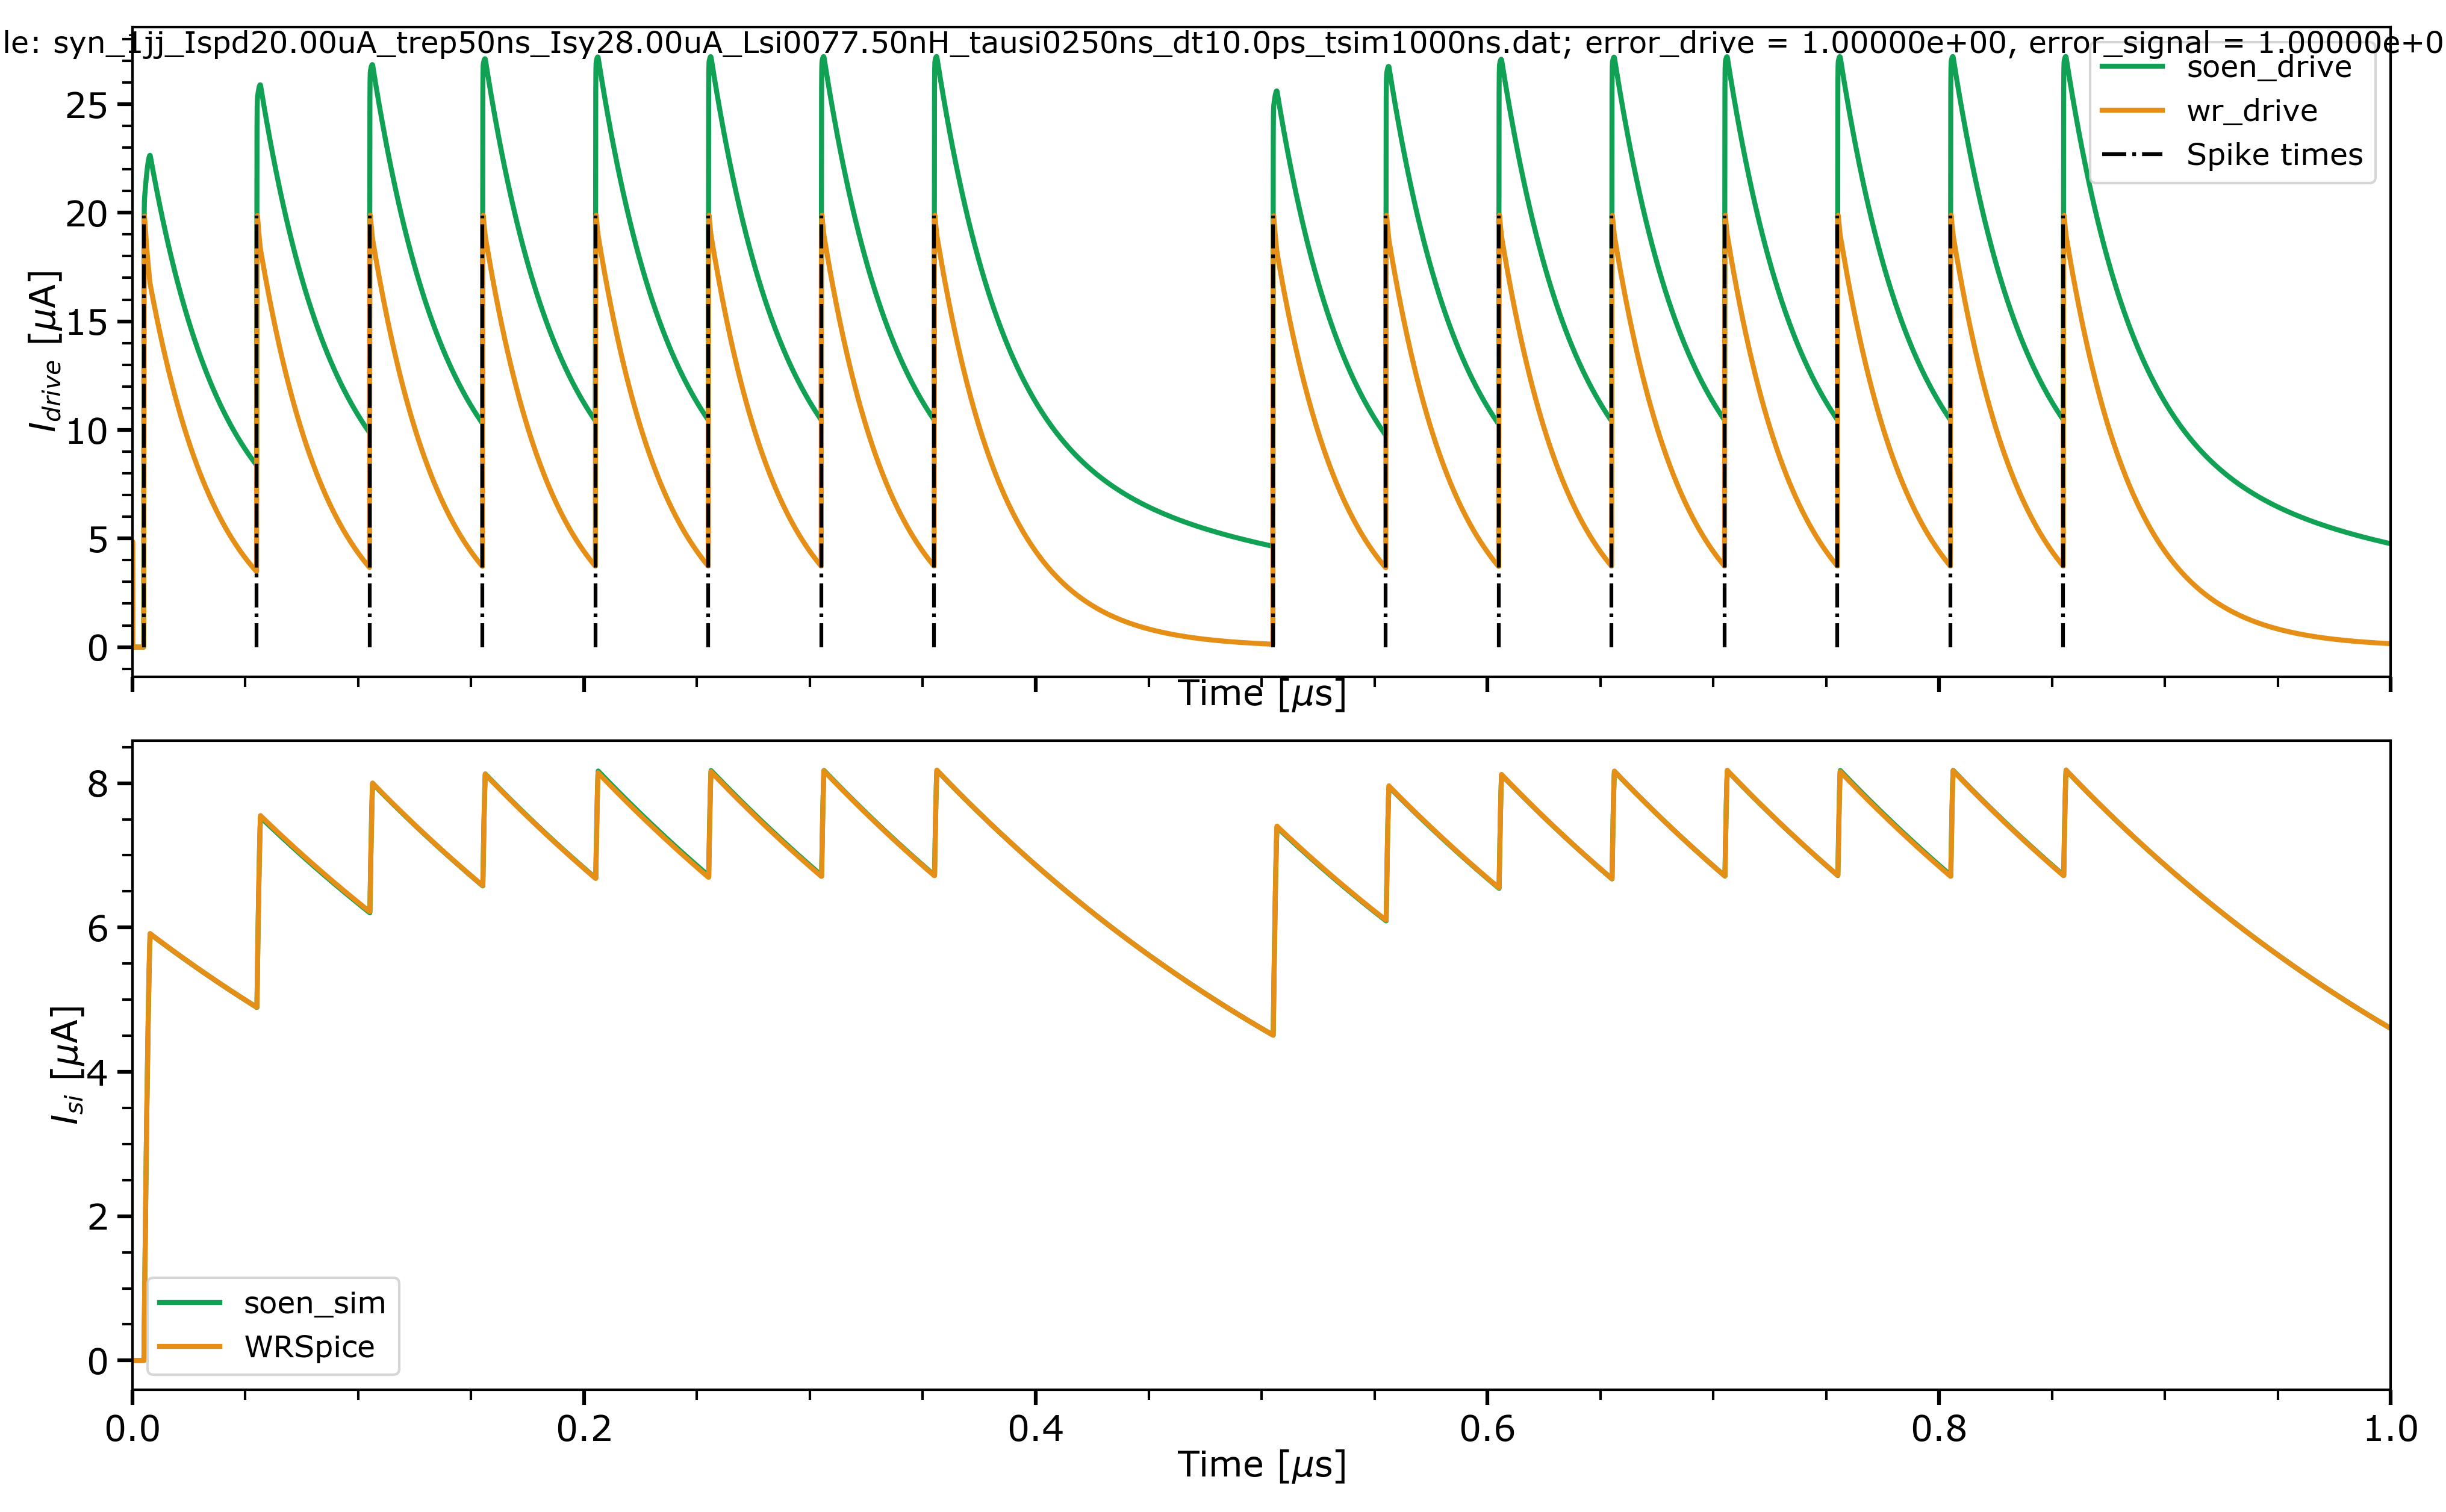 le: syn_1jj_Ispd20.00uA_trep50ns_Isy28.00uA_Lsi0077.50nH_tausi0250ns_dt10.0ps_tsim1000ns.dat; error_drive = 1.00000e+00, error_signal = 1.00000e+0
soen_drive
wr_drive
Spike times
25
20
15
10
5
0
I_drive [μA]
Time [μs]
8
6
4
2
0
I_si [μA]
soen_sim
WRSpice
0.0 0.2 0.4 0.6 0.8 1.0
Time [μs]